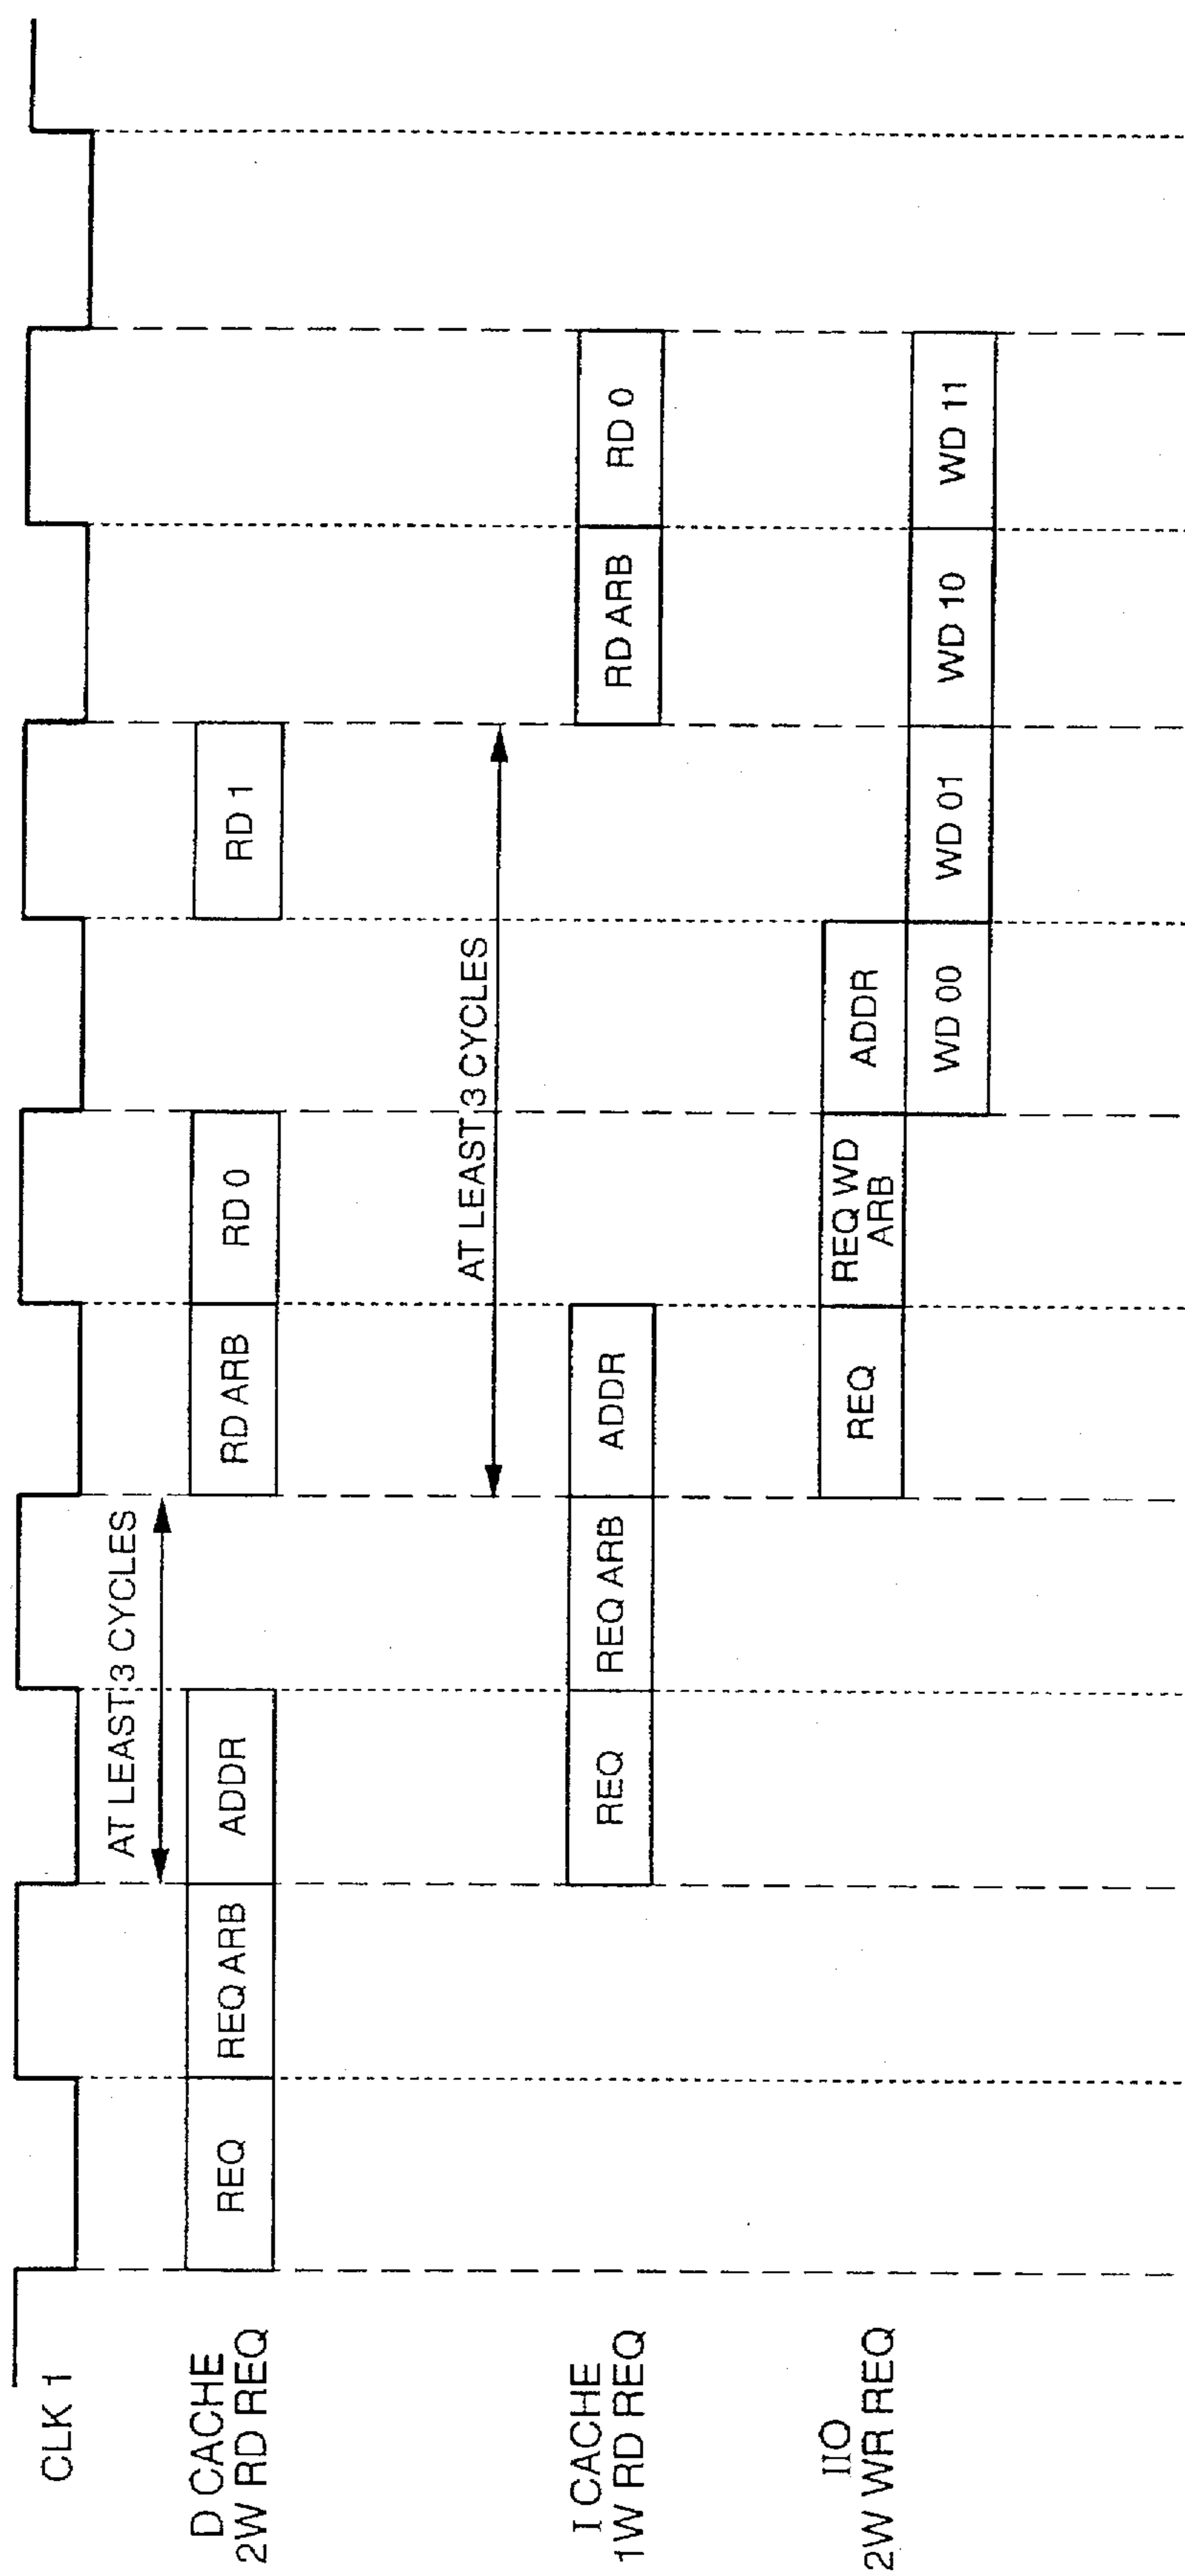 CLK 1
D CACHE
2W RD REQ
REQ
REQ ARB
ADDR
AT LEAST 3 CYCLES
RD ARB
RD 0
RD 1
I CACHE
1W RD REQ
REQ
REQ ARB
ADDR
AT LEAST 3 CYCLES
RD ARB
RD 0
IIO
2W WR REQ
REQ
REQ WD
ARB
ADDR
WD 00
WD 01
WD 10
WD 11